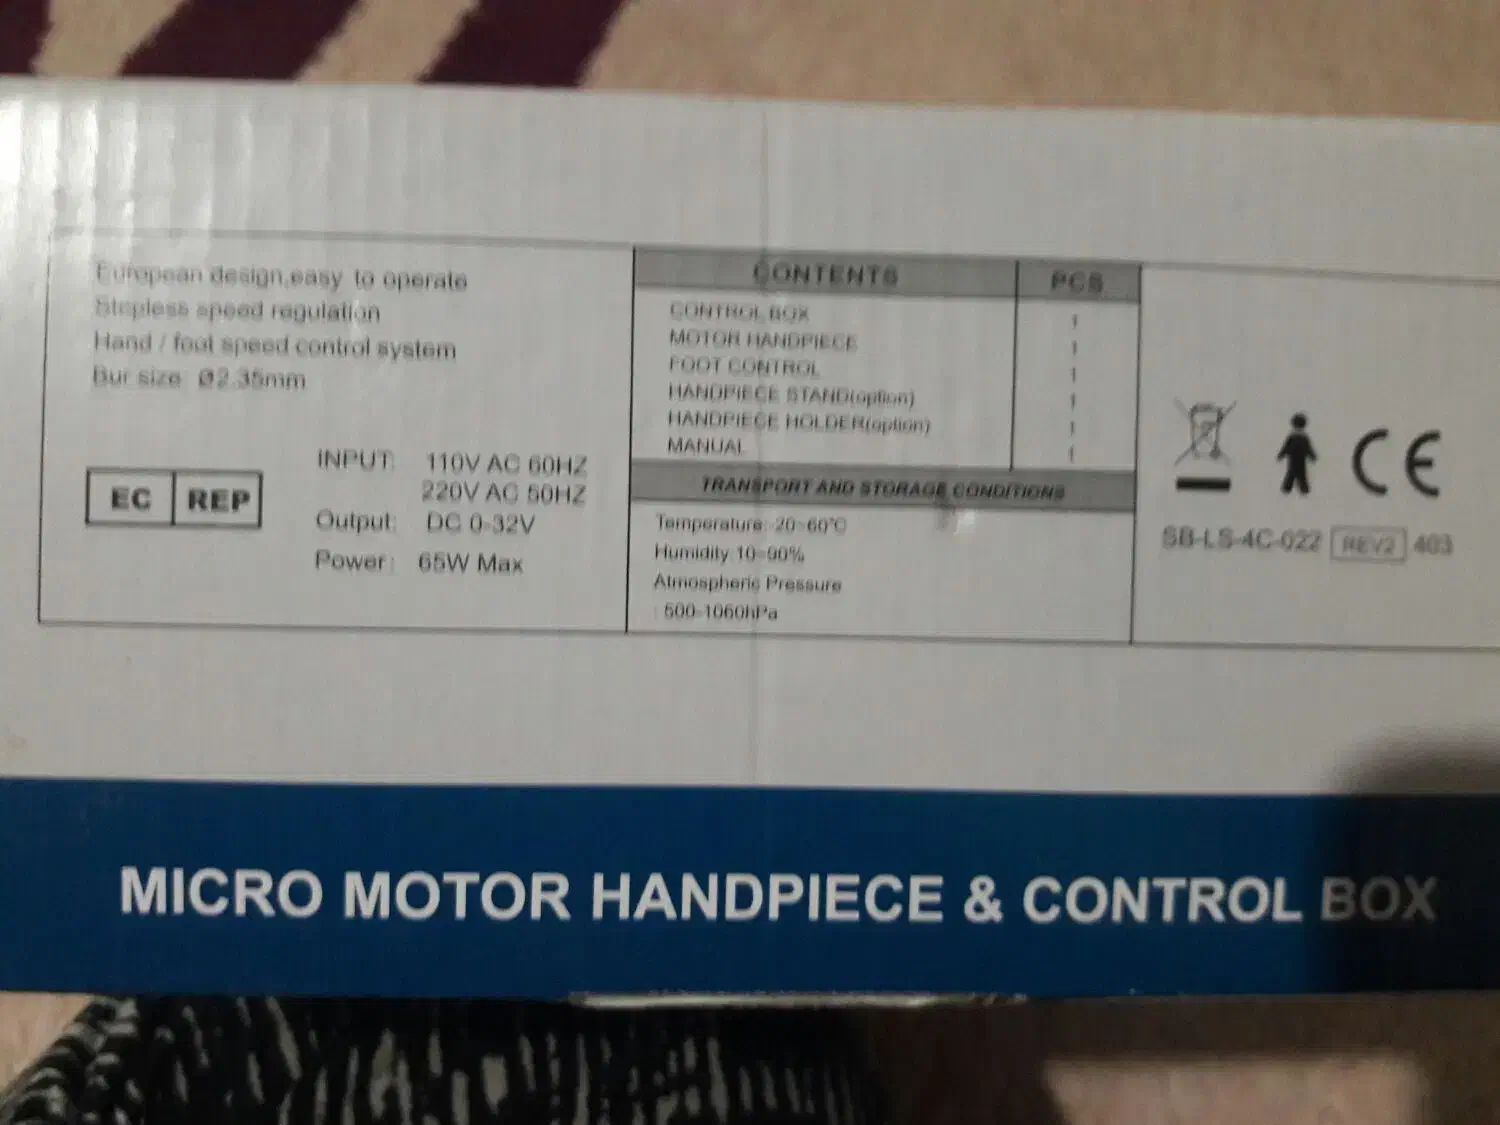 European design,easy to operate
Stepless speed regulation
Hand / foot speed control system
Bur size: Ø2.35mm
EC REP
INPUT: 110V AC 60HZ
220V AC 50HZ
Output: DC 0-32V
Power: 65W Max
CONTENTS PCS
CONTROL BOX 1
MOTOR HANDPIECE 1
FOOT CONTROL 1
HANDPIECE STAND(option) 1
HANDPIECE HOLDER(option) 1
MANUAL 1
TRANSPORT AND STORAGE CONDITIONS
Temperature:-20~60°C
Humidity:10~90%
Atmospheric Pressure
:500-1060hPa
CE
SB-LS-4C-022 REV2 403
MICRO MOTOR HANDPIECE & CONTROL BOX